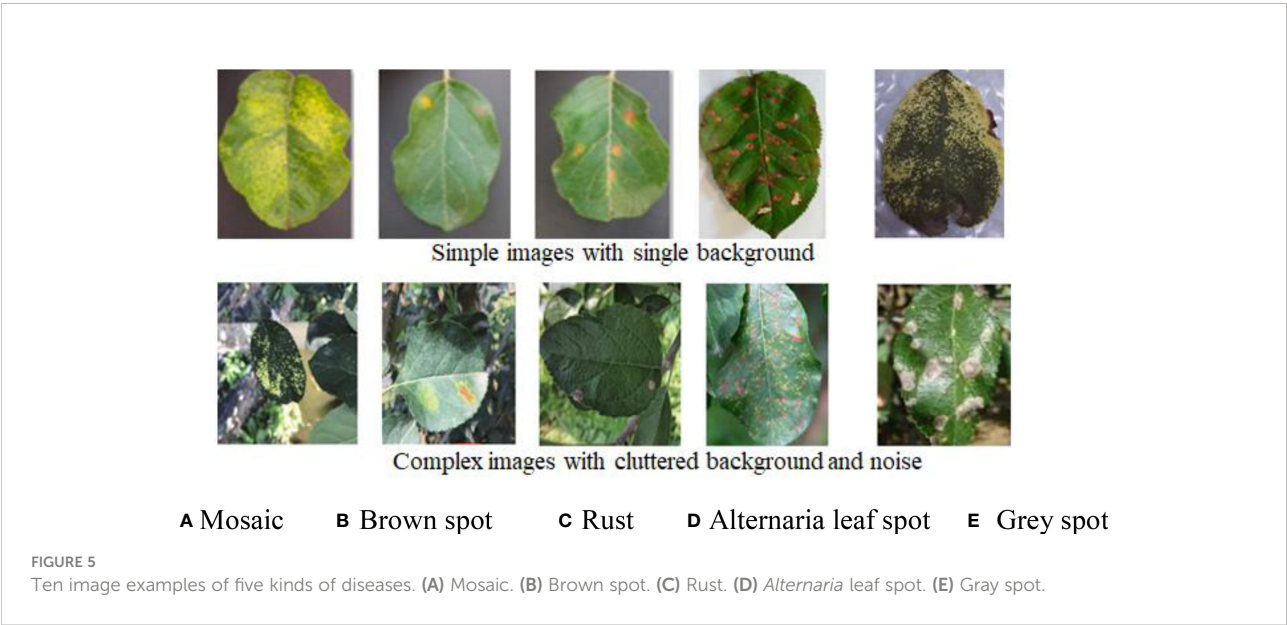 Simple images with single background
Complex images with cluttered background and noise
A Mosaic B Brown spot C Rust D Alternaria leaf spot E Grey spot
FIGURE 5
Ten image examples of five kinds of diseases. (A) Mosaic. (B) Brown spot. (C) Rust. (D) Alternaria leaf spot. (E) Gray spot.